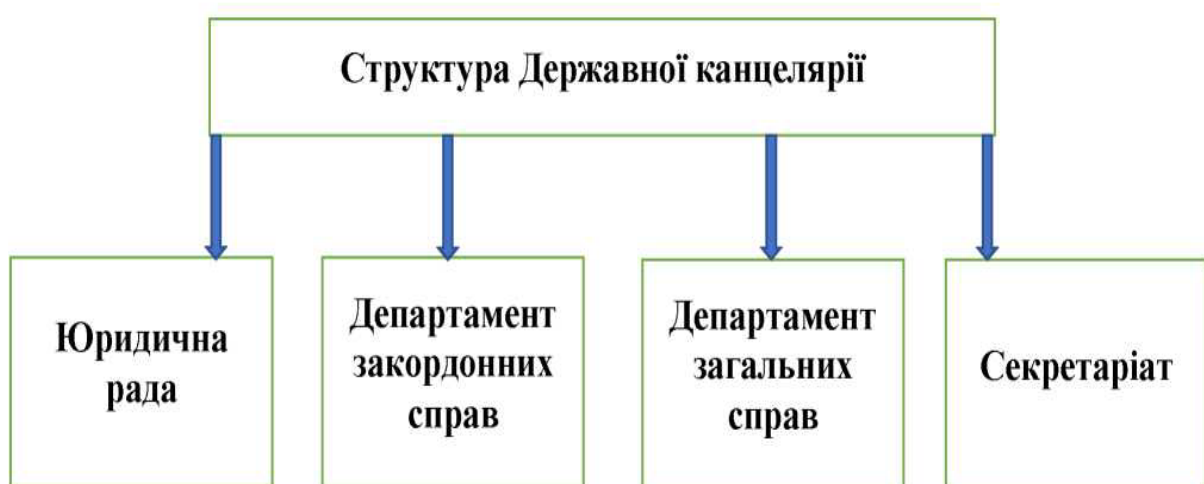 Структура Державної канцелярії
Юридична
рада
Департамент
закордонних
справ
Департамент
загальних
справ
Секретаріат